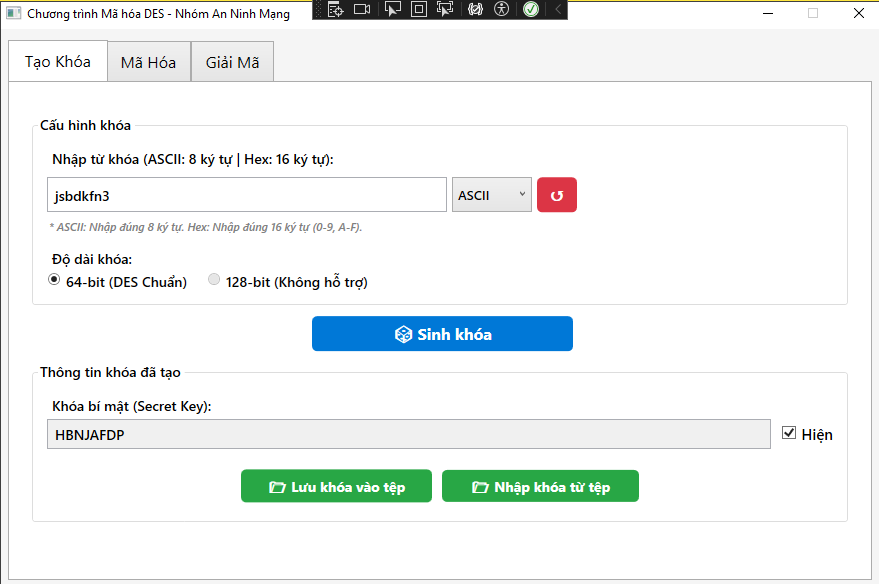 Chương trình Mã hóa DES - Nhóm An Ninh Mạng
Tạo Khóa Mã Hóa Giải Mã
Cấu hình khóa
Nhập từ khóa (ASCII: 8 ký tự | Hex: 16 ký tự):
jsbdkfn3 ASCII
* ASCII: Nhập đúng 8 ký tự. Hex: Nhập đúng 16 ký tự (0-9, A-F).
Độ dài khóa:
64-bit (DES Chuẩn) 128-bit (Không hỗ trợ)
Sinh khóa
Thông tin khóa đã tạo
Khóa bí mật (Secret Key):
HBNJAFDP Hiện
Lưu khóa vào tệp Nhập khóa từ tệp